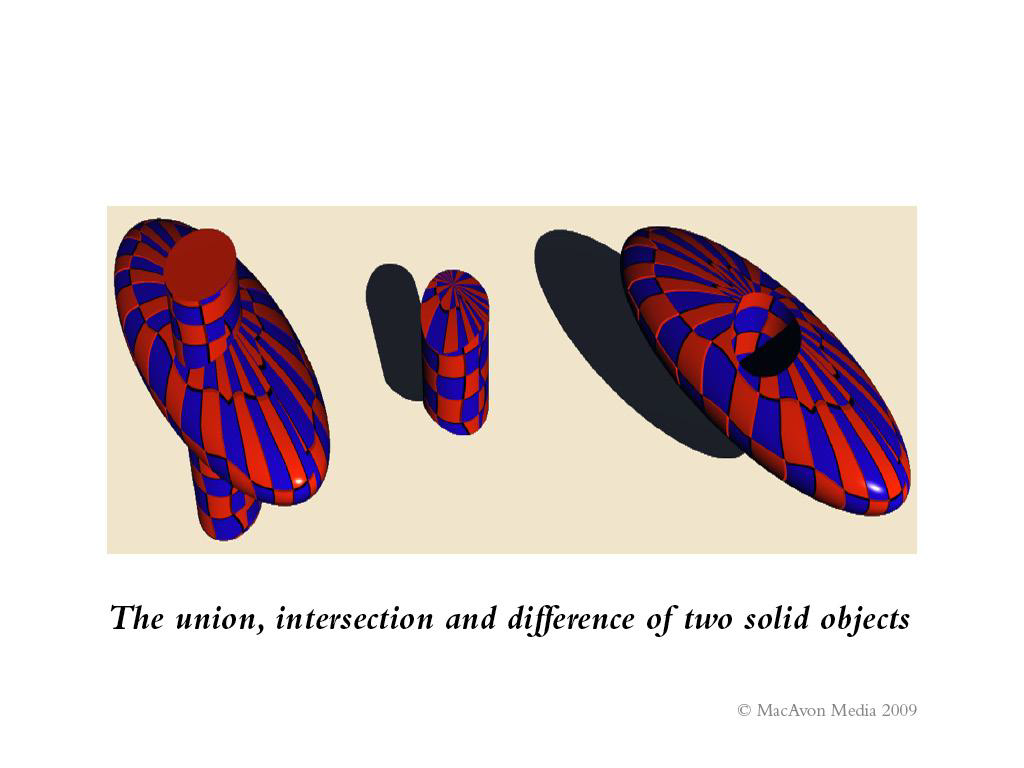 The union, intersection and difference of two solid objects
© MacAvon Media 2009